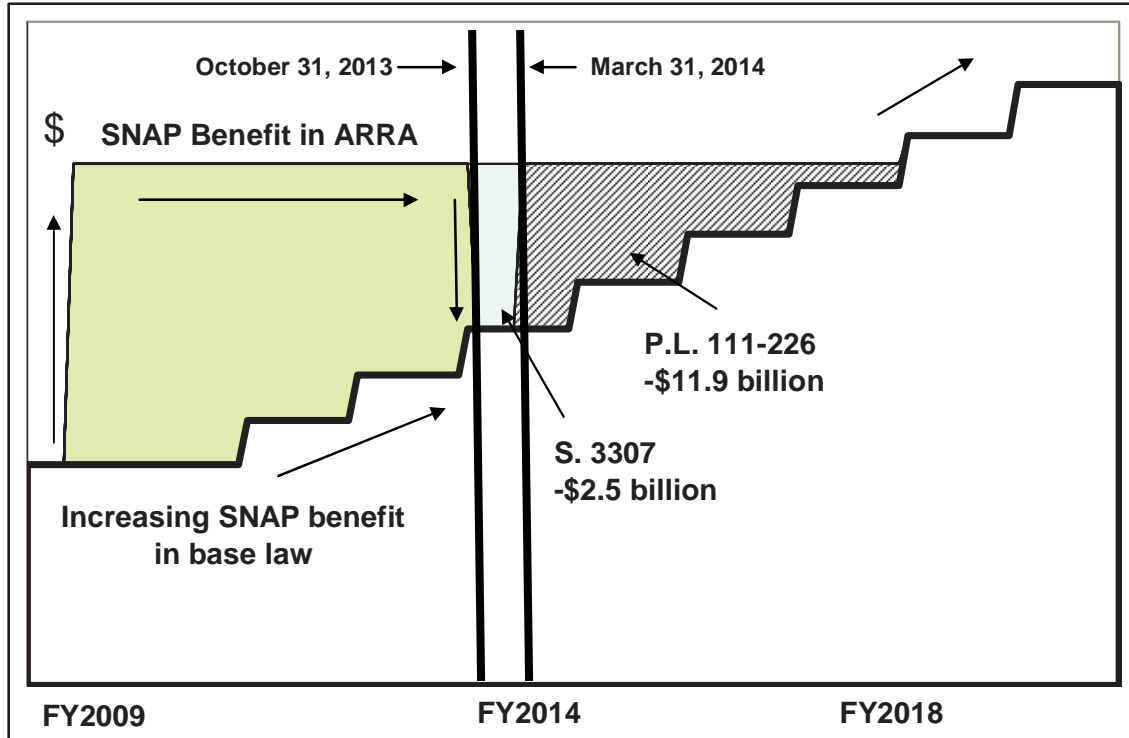 October 31, 2013
March 31, 2014
$ SNAP Benefit in ARRA
P.L. 111-226
-$11.9 billion
S. 3307
-$2.5 billion
Increasing SNAP benefit
in base law
FY2009
FY2014
FY2018